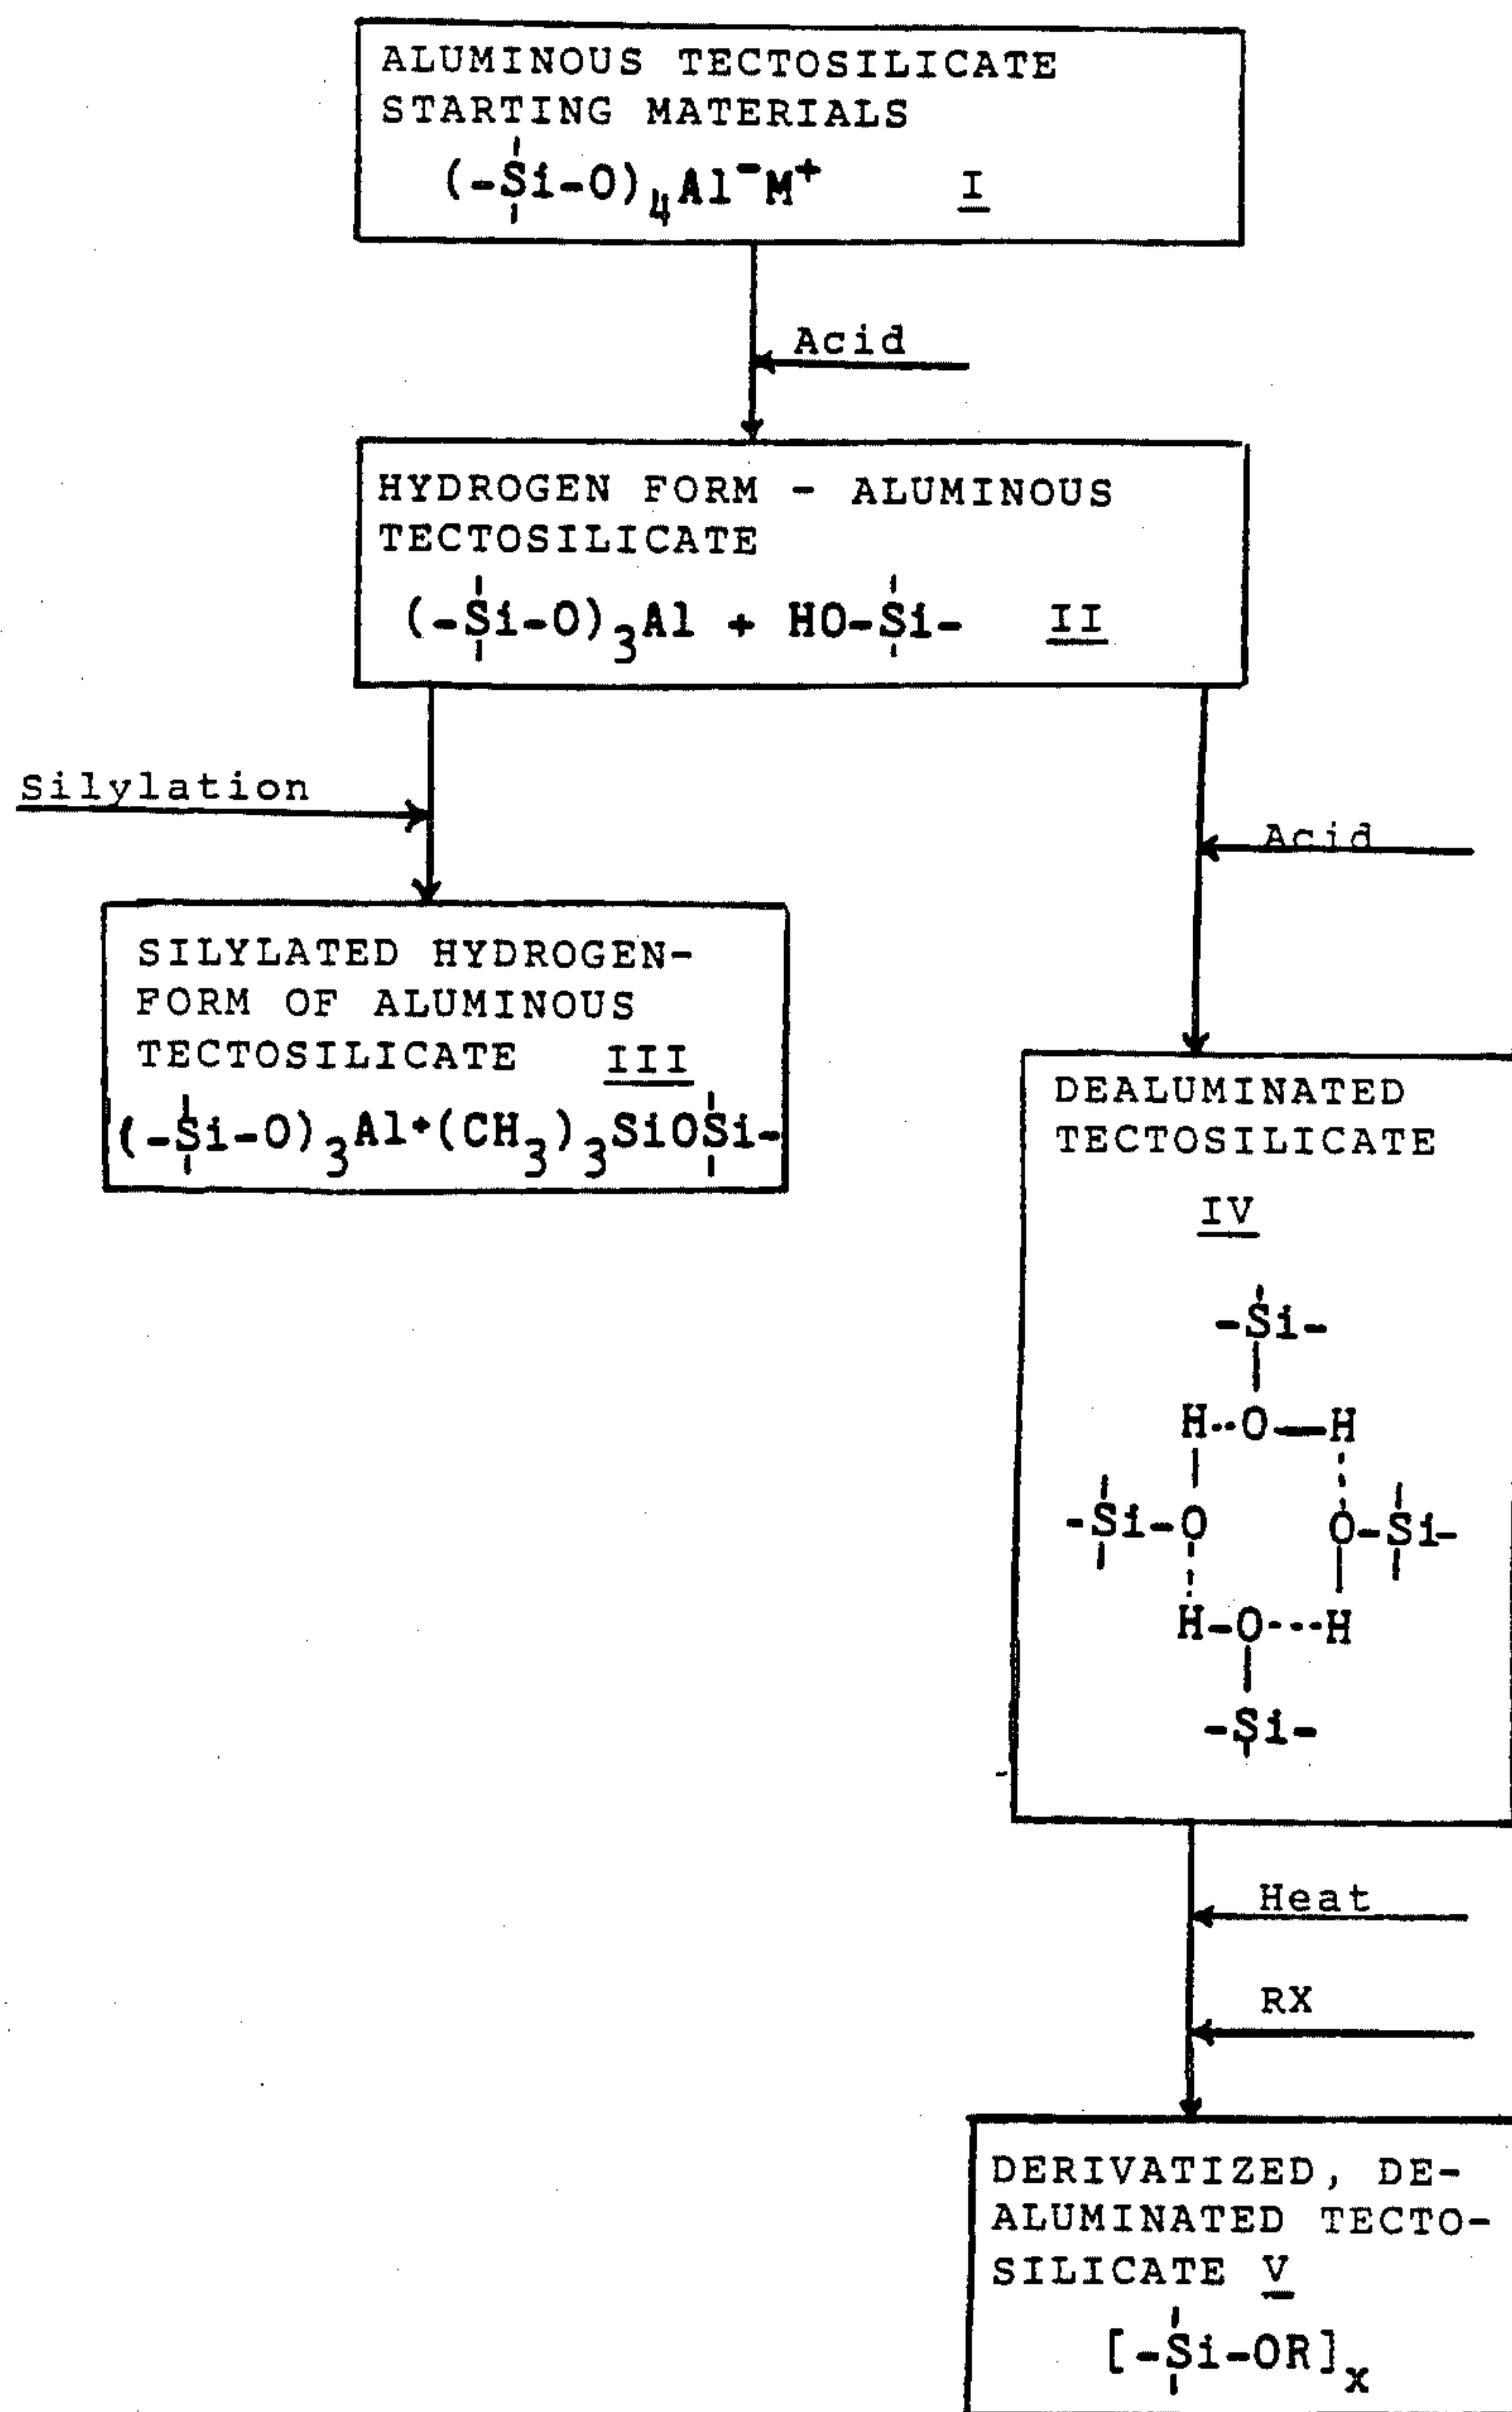 ALUMINOUS TECTOSILICATE
STARTING MATERIALS
(-Si-O)₄Al⁻M⁺ I
Acid
HYDROGEN FORM - ALUMINOUS
TECTOSILICATE
(-Si-O)₃Al + HO-Si- II
Silylation
Acid
SILYLATED HYDROGEN-
FORM OF ALUMINOUS
TECTOSILICATE III
(-Si-O)₃Al+(CH₃)₃SiOSi-
DEALUMINATED
TECTOSILICATE
IV
-Si-
H··O—H
-Si-O O-Si-
H-O---H
-Si-
Heat
RX
DERIVATIZED, DE-
ALUMINATED TECTO-
SILICATE V
[-Si-OR]ₓ